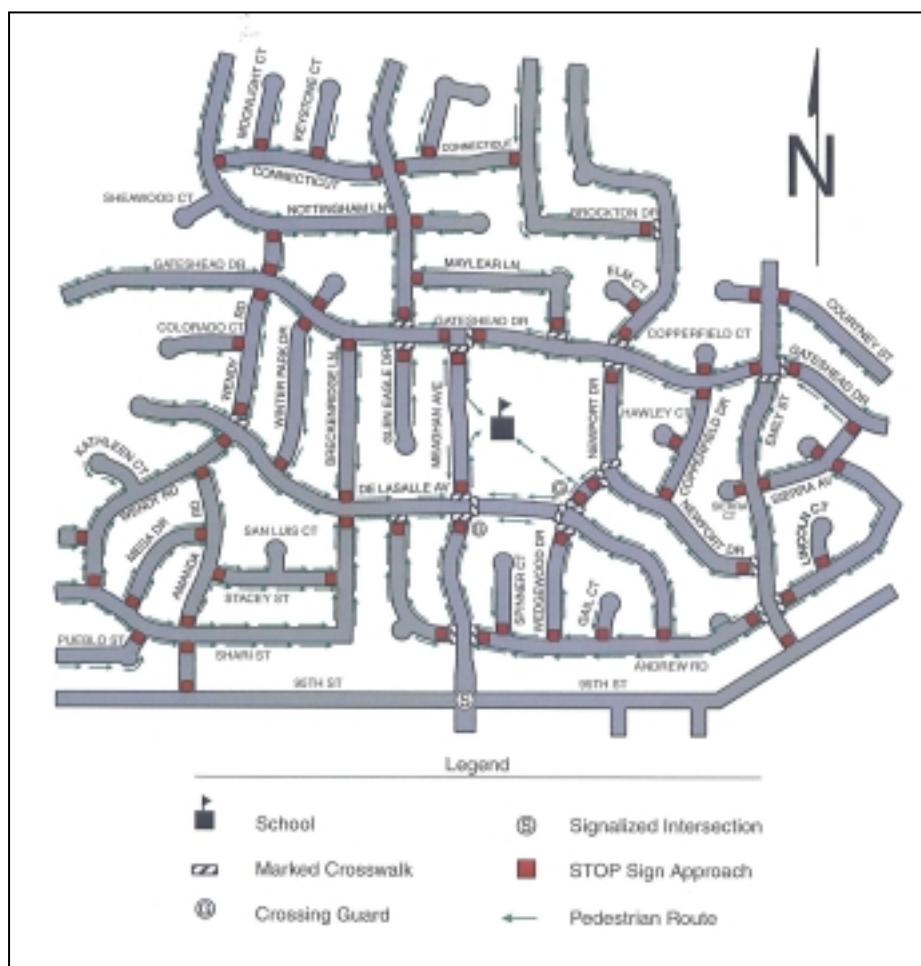 MOONLIGHT CT
KEYSTONE CT
CONNECTICUT
CONNECTICUT
N
SHEAWOOD CT
NOTTINGHAM LN
BROCKTON DR
GATESHEAD DR
MAYLEAR LN
ELM CT
COURTNEY ST
COLORADO CT
WENDY RD
WINTER PARK DR
BRECKENRIDGE LN
GLEN EAGLE DR
GATESHEAD DR
MEAGHAN AVE
NEWPORT DR
COPPERFIELD CT
GATESHEAD DR
HAWLEY CT
COPPERFIELD DR
EMILY ST
KATHLEEN CT
WENDY RD
DE LASALLE AV
SIERRA CT
SIERRA AV
MEGA DR
AMANDA RD
SAN LUIS CT
G
G
NEWPORT DR
LINCOLN CT
STACEY ST
SPINNER CT
WEDGEWOOD DR
GAIL CT
PUEBLO ST
SHARI ST
ANDREW RD
95TH ST
95TH ST
S
Legend
School
S Signalized Intersection
Marked Crosswalk
STOP Sign Approach
G Crossing Guard
Pedestrian Route